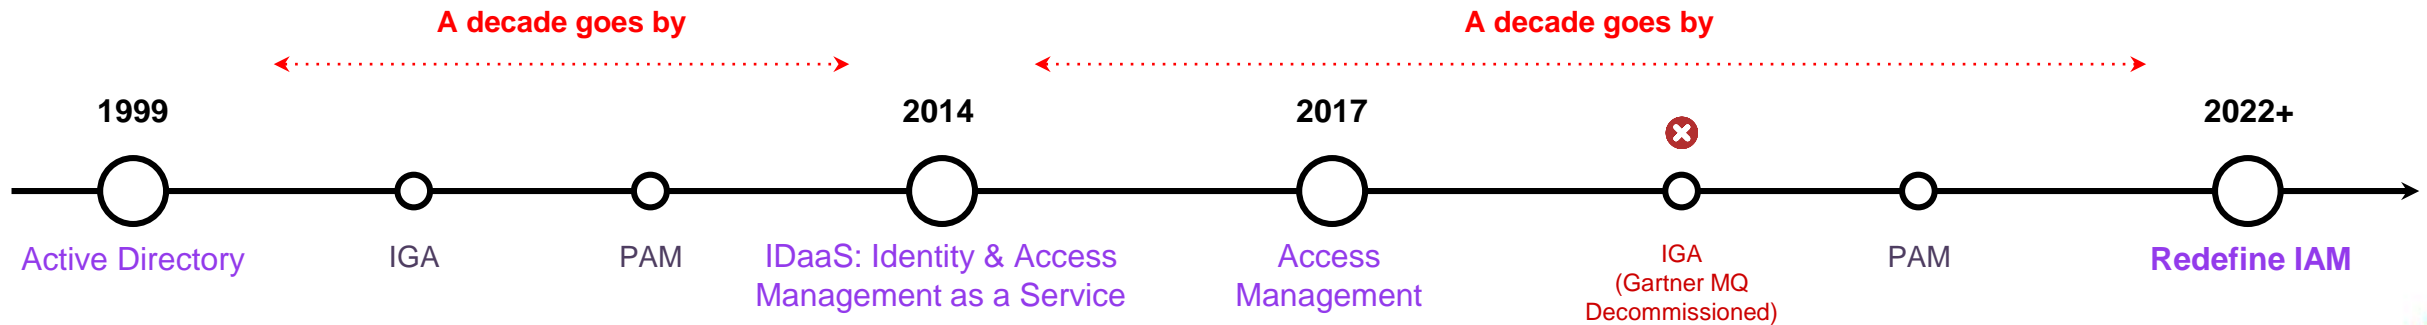 A decade goes by
A decade goes by
1999
2014
2017
2022+
Active Directory
IGA
PAM
IDaaS: Identity & Access
Management as a Service
Access
Management
IGA
(Gartner MQ
Decommissioned)
PAM
Redefine IAM